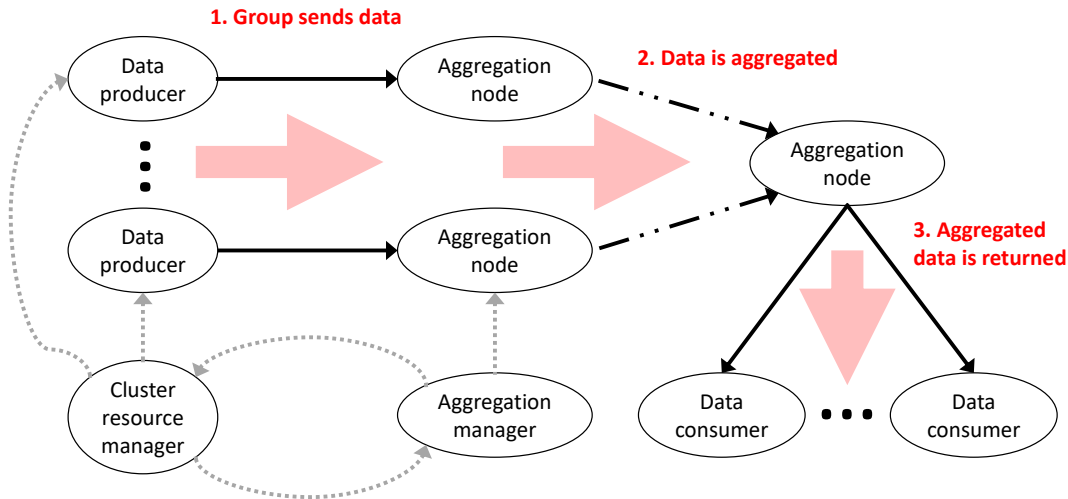 1. Group sends data
Data
producer
Aggregation
node
2. Data is aggregated
Aggregation
node
Data
producer
Aggregation
node
3. Aggregated
data is returned
Cluster
resource
manager
Aggregation
manager
Data
consumer
Data
consumer